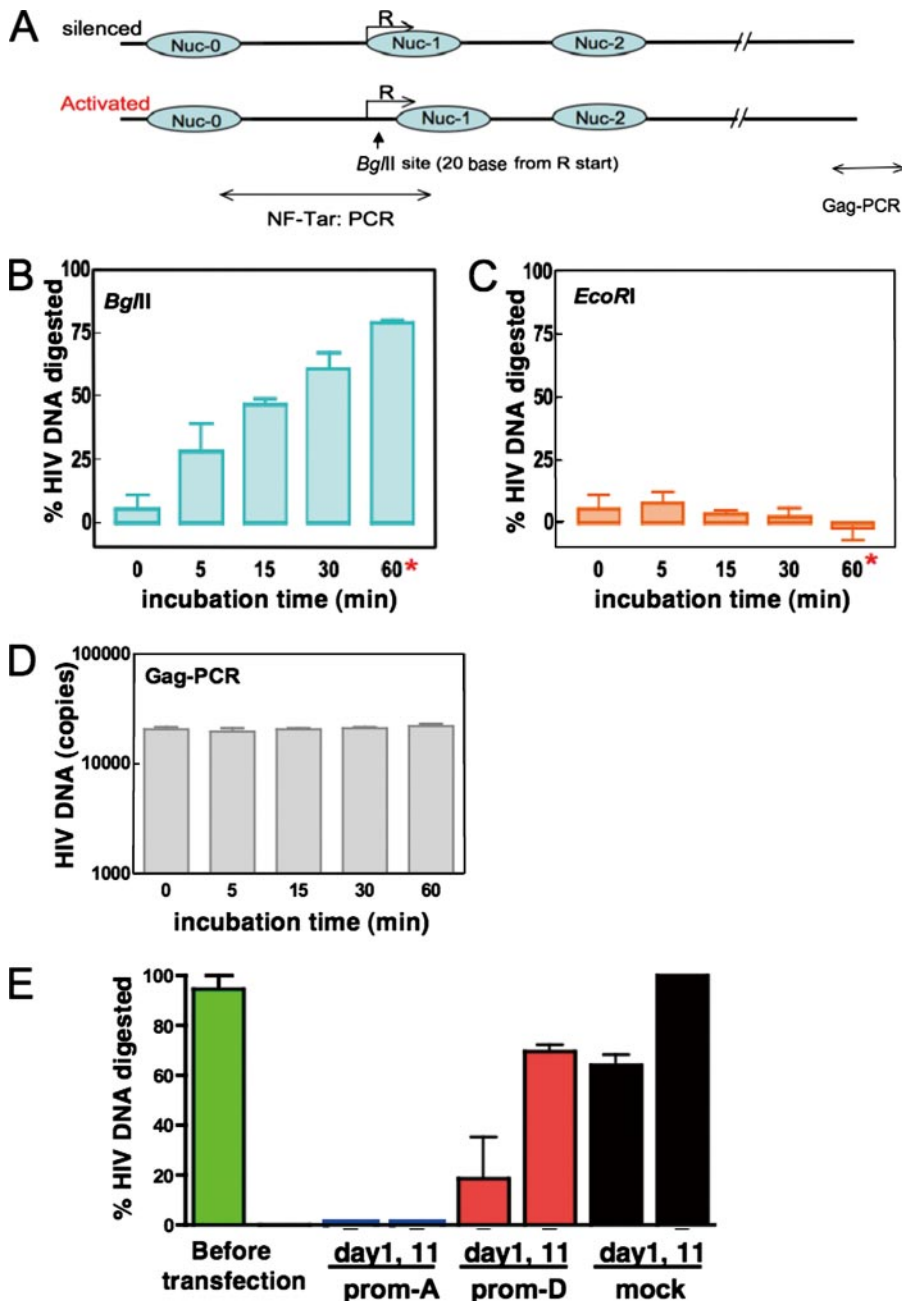 A
silenced
Nuc-0
R
Nuc-1
Nuc-2
//
Activated
Nuc-0
R
Nuc-1
Nuc-2
//
BglII site (20 base from R start)
NF-Tar: PCR
Gag-PCR
B
% HIV DNA digested
100
75
50
25
0
BglII
0 5 15 30 60*
incubation time (min)
C
% HIV DNA digested
100
75
50
25
0
EcoRI
0 5 15 30 60*
incubation time (min)
D
HIV DNA (copies)
100000
10000
1000
Gag-PCR
0 5 15 30 60
incubation time (min)
E
% HIV DNA digested
100
80
60
40
20
0
Before transfection
day1, 11
prom-A
day1, 11
prom-D
day1, 11
mock